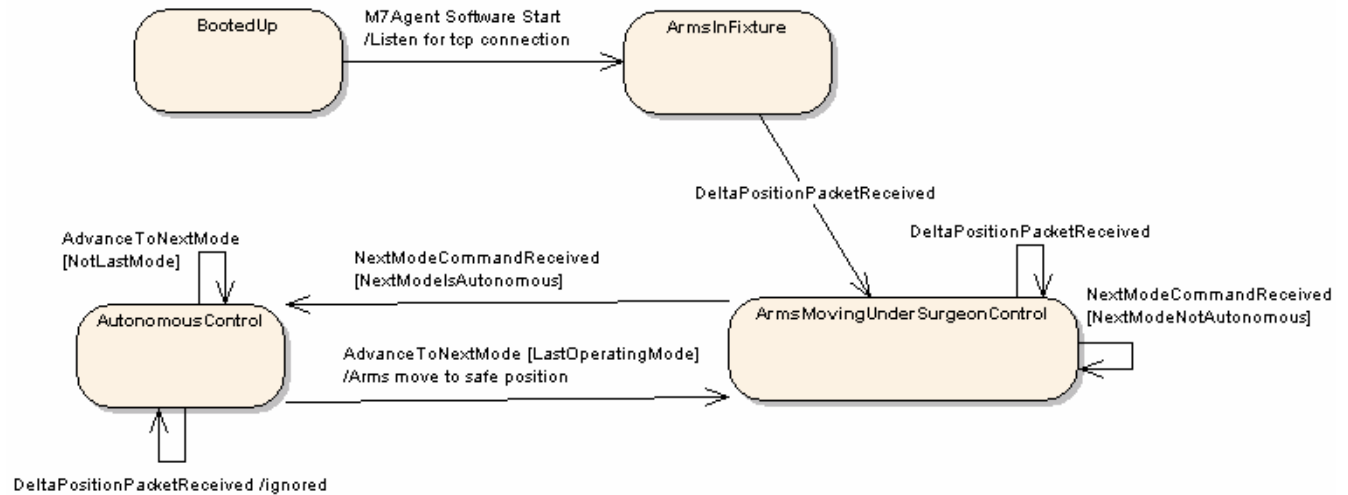 BootedUp
M7Agent Software Start
/Listen for tcp connection
ArmsInFixture
DeltaPositionPacketReceived
DeltaPositionPacketReceived
AdvanceToNextMode
[NotLastMode]
NextModeCommandReceived
[NextModeIsAutonomous]
NextModeCommandReceived
[NextModeNotAutonomous]
AutonomousControl
ArmsMovingUnderSurgeonControl
AdvanceToNextMode [LastOperatingMode]
/Arms move to safe position
DeltaPositionPacketReceived /ignored